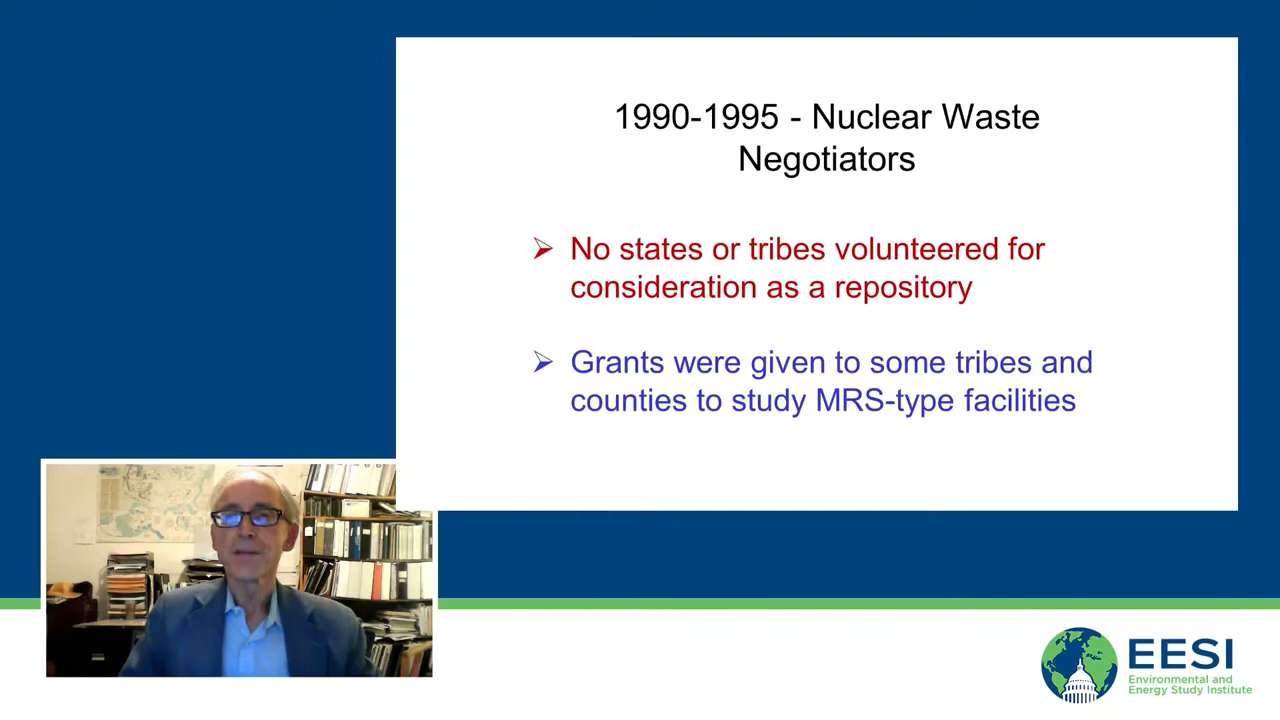 1990-1995 - Nuclear Waste
Negotiators
➢ No states or tribes volunteered for
consideration as a repository
➢ Grants were given to some tribes and
counties to study MRS-type facilities
EESI
Environmental and
Energy Study Institute